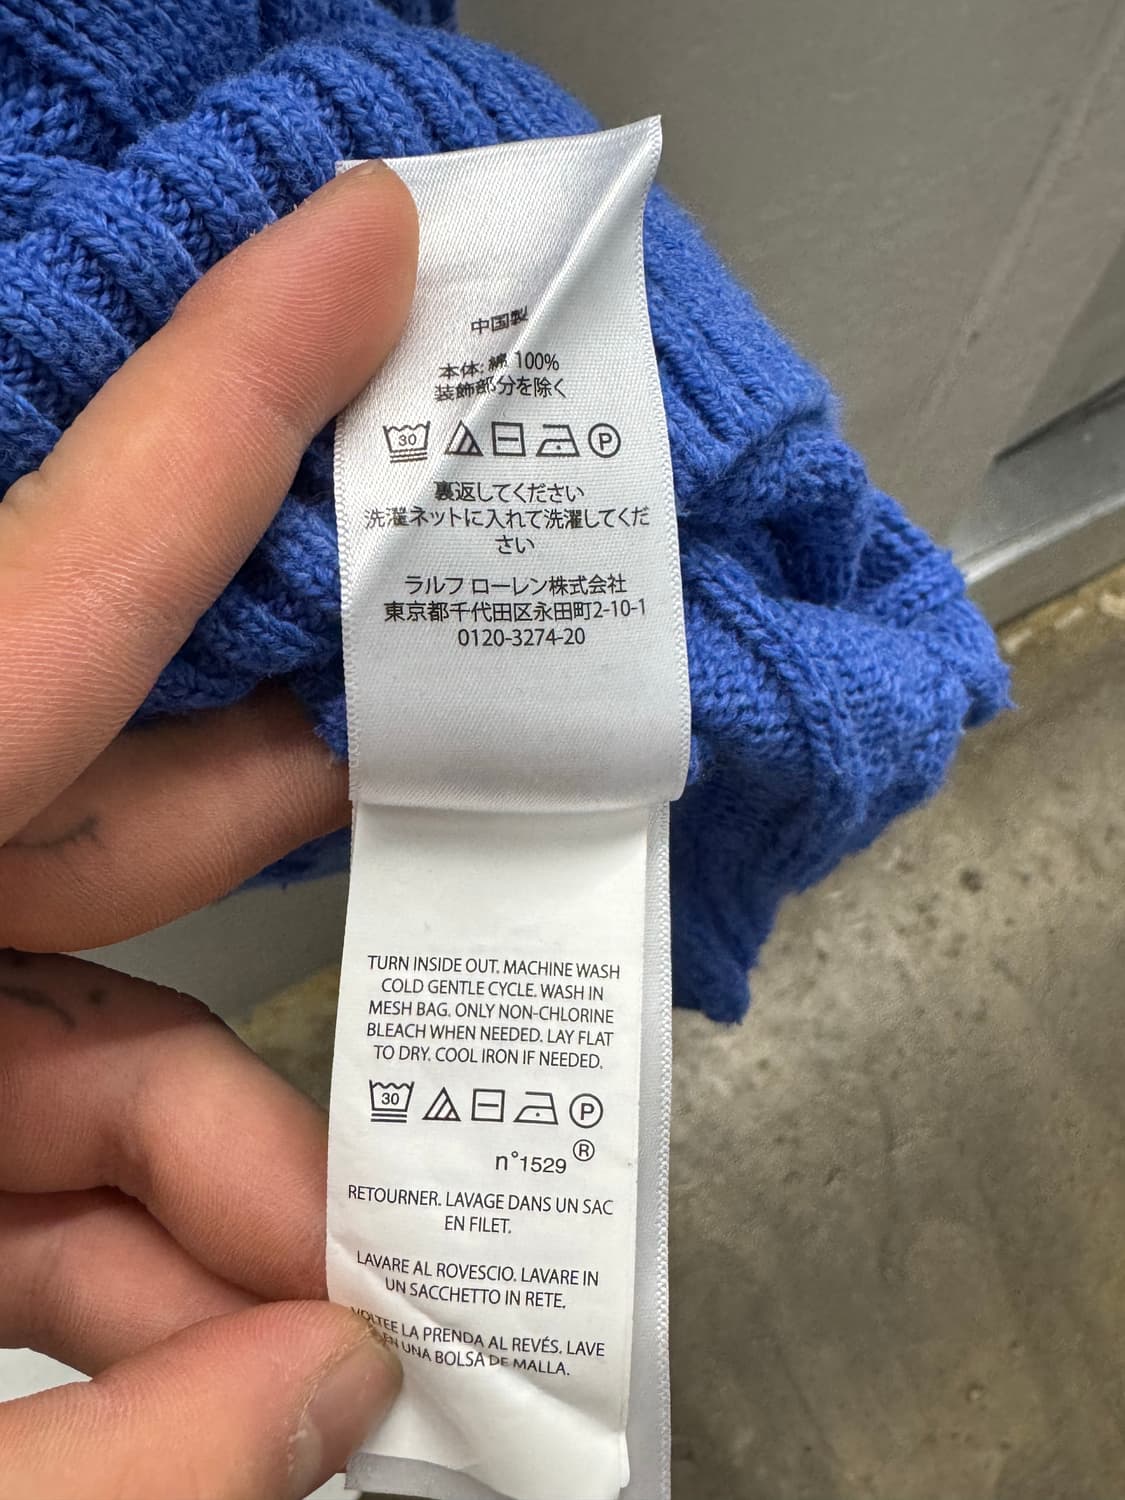 中国製
本体: 綿 100%
装飾部分を除く
30
P
裏返してください
洗濯ネットに入れて洗濯してくだ
さい
ラルフ ローレン株式会社
東京都千代田区永田町2-10-1
0120-3274-20
TURN INSIDE OUT. MACHINE WASH
COLD GENTLE CYCLE. WASH IN
MESH BAG. ONLY NON-CHLORINE
BLEACH WHEN NEEDED. LAY FLAT
TO DRY. COOL IRON IF NEEDED.
30
P
n°1529 ®
RETOURNER. LAVAGE DANS UN SAC
EN FILET.
LAVARE AL ROVESCIO. LAVARE IN
UN SACCHETTO IN RETE.
VOLTEE LA PRENDA AL REVÉS. LAVE
EN UNA BOLSA DE MALLA.